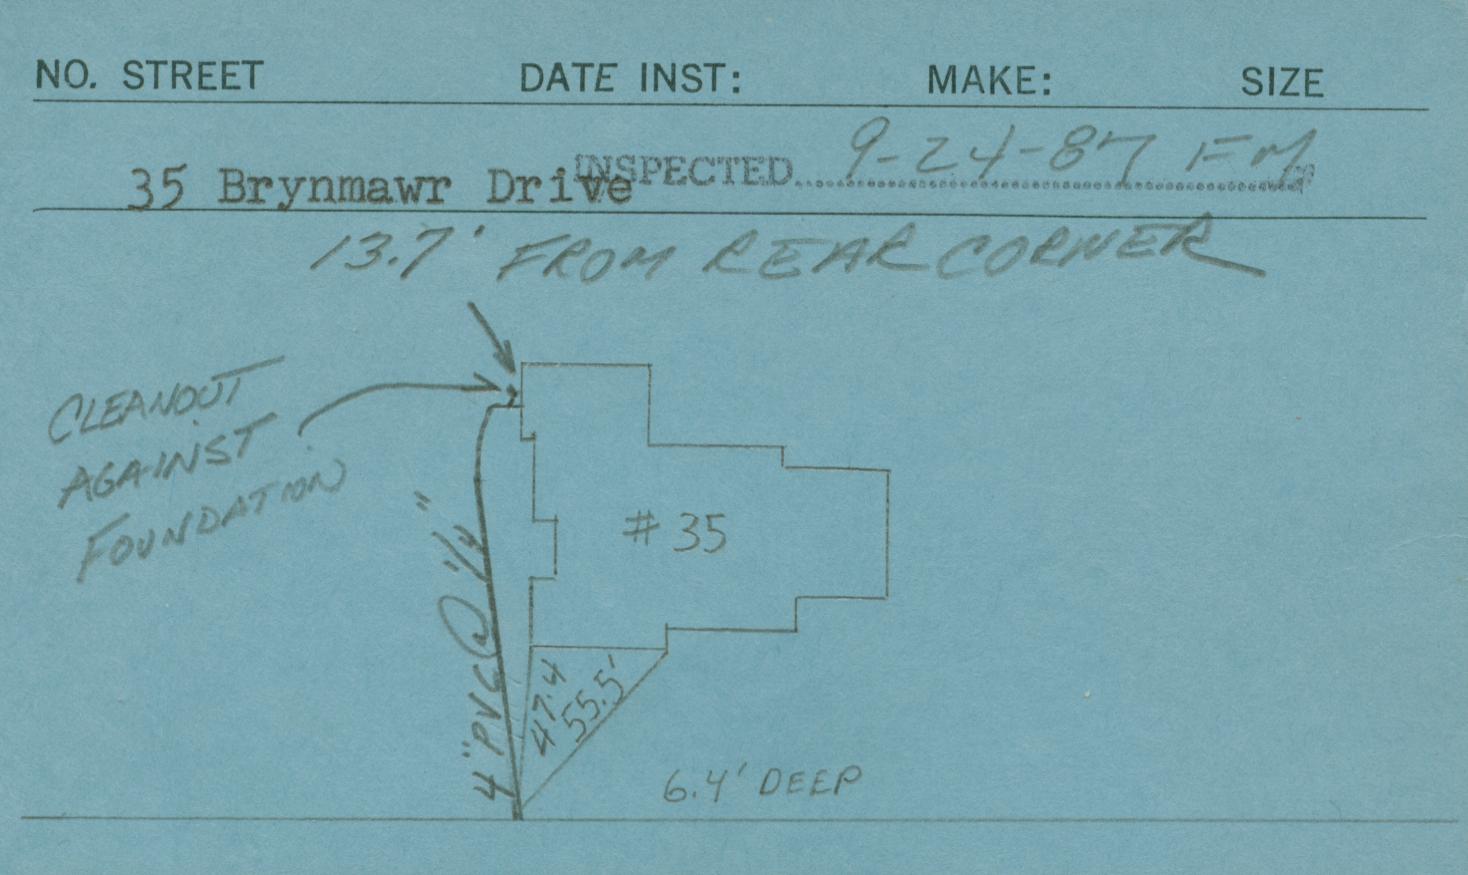 NO. STREET DATE INST: MAKE: SIZE
35 Brynmawr Drive INSPECTED 9-24-87 FM
13.7' FROM REAR CORNER
CLEANOUT
AGAINST
FOUNDATION
# 35
4" PVC @ 1/4"
47.4
55.5'
6.4' DEEP